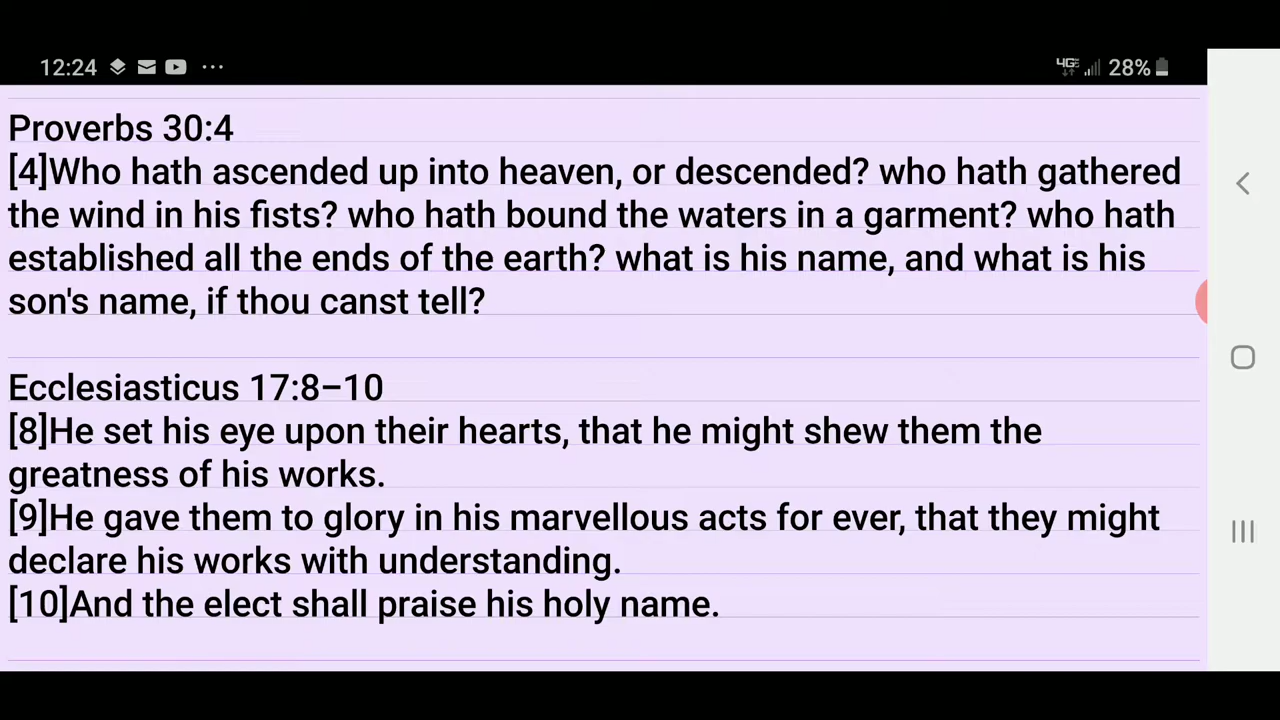 12:24 ... 4GE 28%
Proverbs 30:4
[4]Who hath ascended up into heaven, or descended? who hath gathered
the wind in his fists? who hath bound the waters in a garment? who hath
established all the ends of the earth? what is his name, and what is his
son's name, if thou canst tell?
Ecclesiasticus 17:8–10
[8]He set his eye upon their hearts, that he might shew them the
greatness of his works.
[9]He gave them to glory in his marvellous acts for ever, that they might
declare his works with understanding.
[10]And the elect shall praise his holy name.